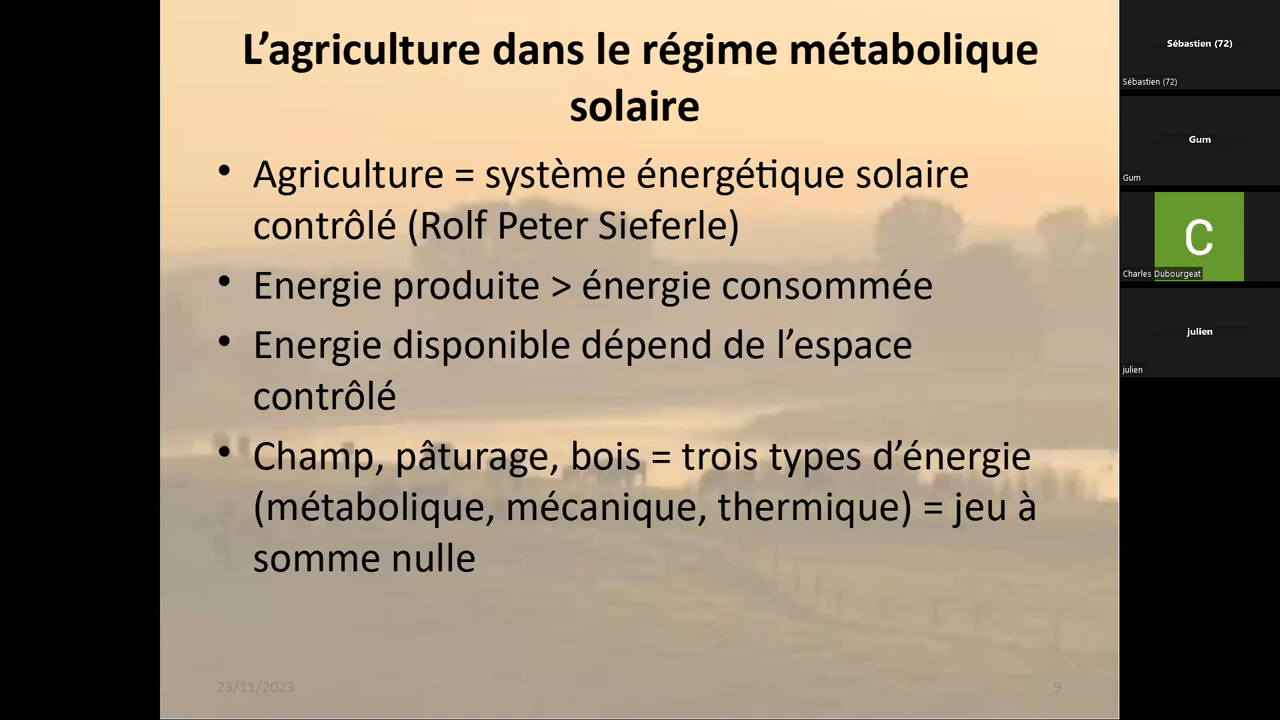 L’agriculture dans le régime métabolique
solaire
• Agriculture = système énergétique solaire
contrôlé (Rolf Peter Sieferle)
• Energie produite > énergie consommée
• Energie disponible dépend de l’espace
contrôlé
• Champ, pâturage, bois = trois types d’énergie
(métabolique, mécanique, thermique) = jeu à
somme nulle
23/11/2023
9
Sébastien (72)
Sébastien (72)
Gum
Gum
C
Charles Dubourgeat
julien
julien